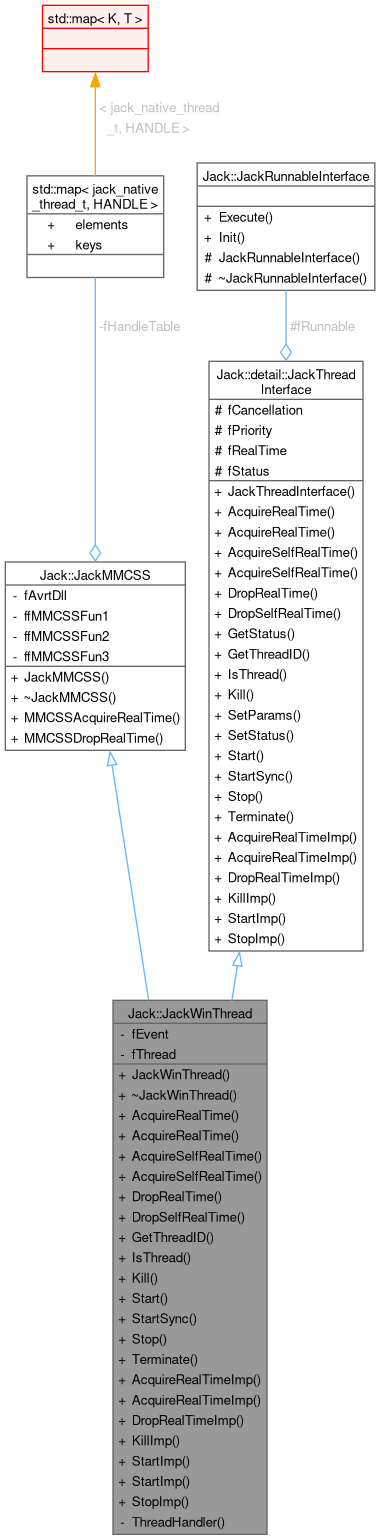 std::map< K, T >
< jack_native_thread
_t, HANDLE >
std::map< jack_native
_thread_t, HANDLE >
+ elements
+ keys
Jack::JackRunnableInterface
+ Execute()
+ Init()
# JackRunnableInterface()
# ~JackRunnableInterface()
-fHandleTable
#fRunnable
Jack::detail::JackThread
Interface
# fCancellation
# fPriority
# fRealTime
# fStatus
+ JackThreadInterface()
+ AcquireRealTime()
+ AcquireRealTime()
+ AcquireSelfRealTime()
+ AcquireSelfRealTime()
+ DropRealTime()
+ DropSelfRealTime()
+ GetStatus()
+ GetThreadID()
+ IsThread()
+ Kill()
+ SetParams()
+ SetStatus()
+ Start()
+ StartSync()
+ Stop()
+ Terminate()
+ AcquireRealTimeImp()
+ AcquireRealTimeImp()
+ DropRealTimeImp()
+ KillImp()
+ StartImp()
+ StopImp()
Jack::JackMMCSS
- fAvrtDll
- ffMMCSSFun1
- ffMMCSSFun2
- ffMMCSSFun3
+ JackMMCSS()
+ ~JackMMCSS()
+ MMCSSAcquireRealTime()
+ MMCSSDropRealTime()
Jack::JackWinThread
- fEvent
- fThread
+ JackWinThread()
+ ~JackWinThread()
+ AcquireRealTime()
+ AcquireRealTime()
+ AcquireSelfRealTime()
+ AcquireSelfRealTime()
+ DropRealTime()
+ DropSelfRealTime()
+ GetThreadID()
+ IsThread()
+ Kill()
+ Start()
+ StartSync()
+ Stop()
+ Terminate()
+ AcquireRealTimeImp()
+ AcquireRealTimeImp()
+ DropRealTimeImp()
+ KillImp()
+ StartImp()
+ StartImp()
+ StopImp()
- ThreadHandler()